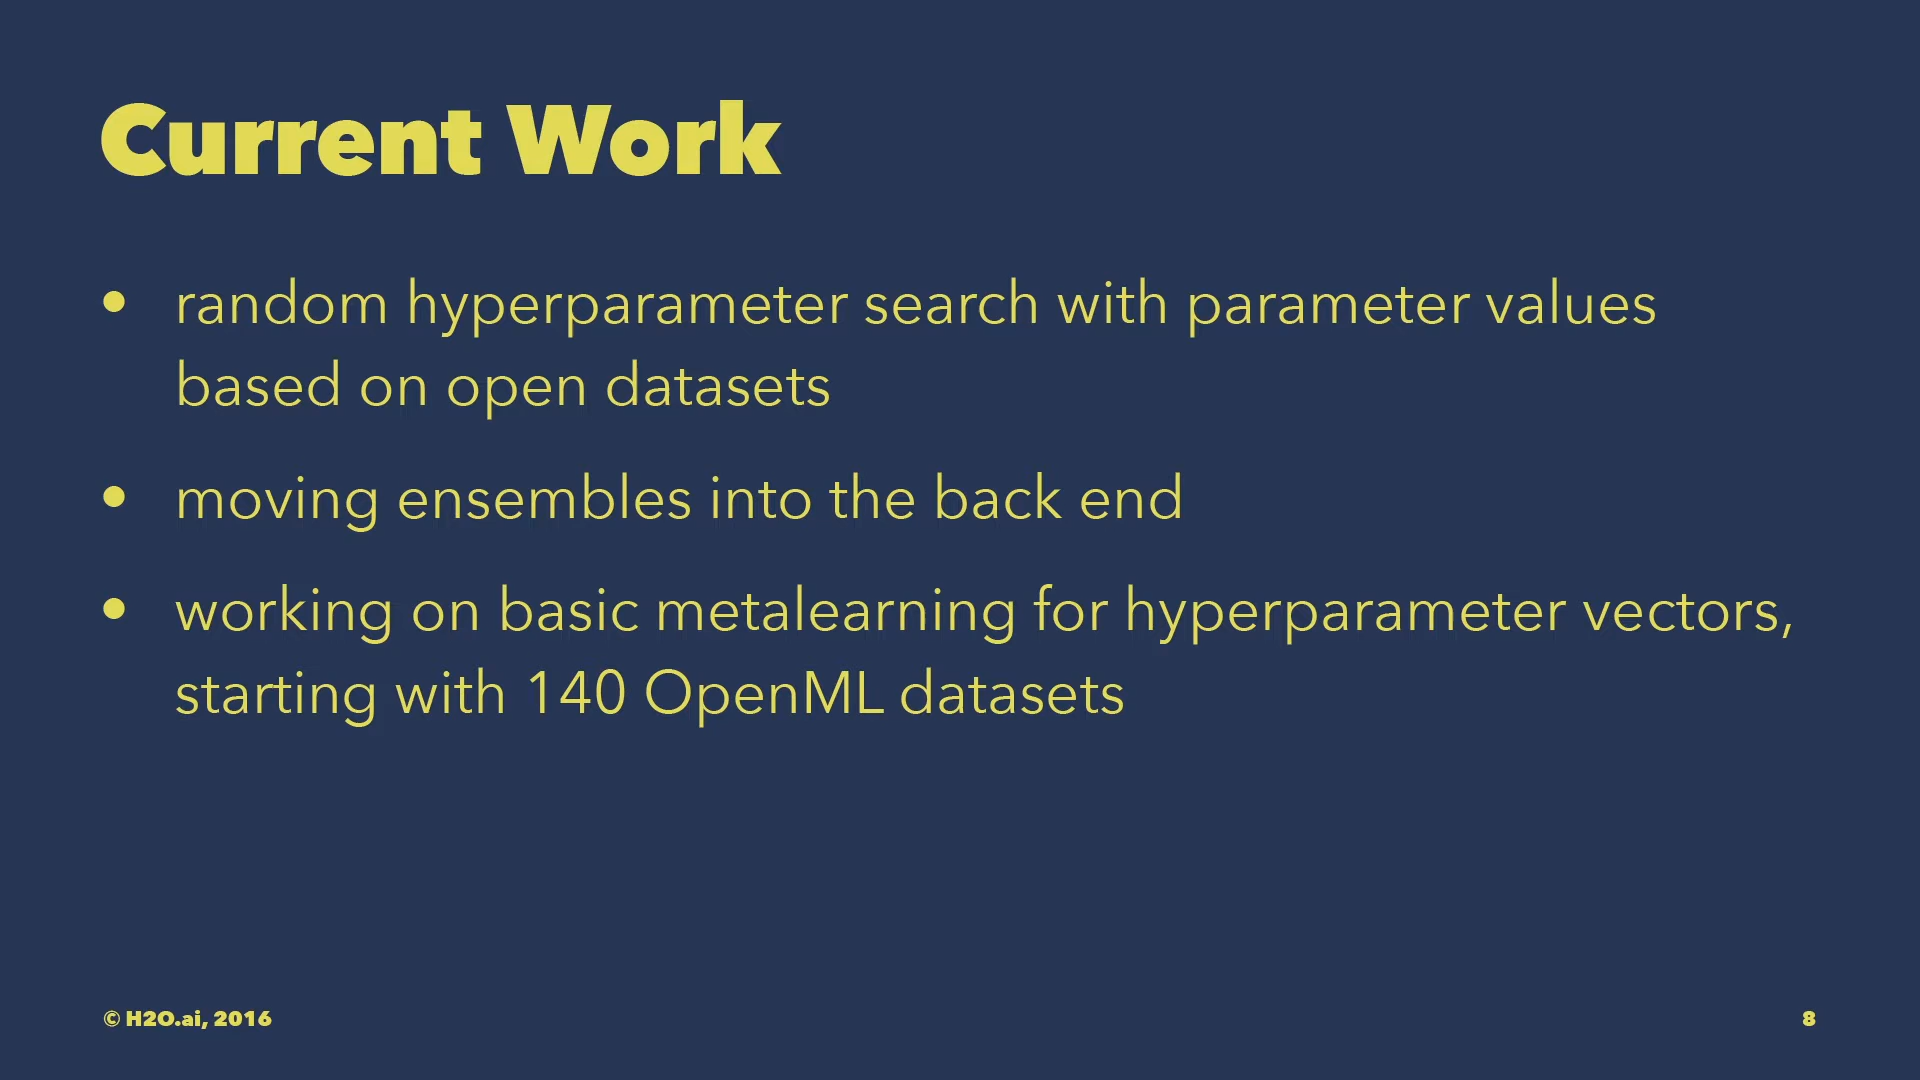 Current Work
• random hyperparameter search with parameter values
based on open datasets
• moving ensembles into the back end
• working on basic metalearning for hyperparameter vectors,
starting with 140 OpenML datasets
© H2O.ai, 2016
8